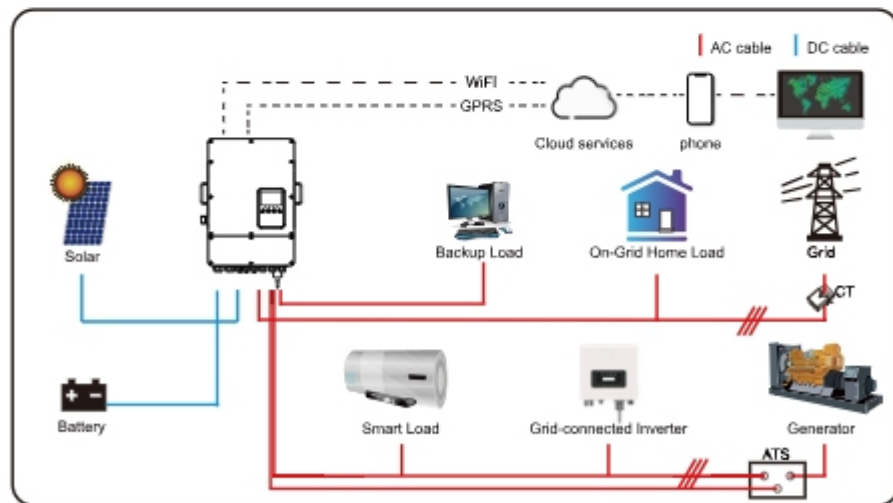 AC cable
DC cable
WiFI
GPRS
Cloud services
phone
Solar
Backup Load
On-Grid Home Load
Grid
CT
Battery
Smart Load
Grid-connected Inverter
Generator
ATS